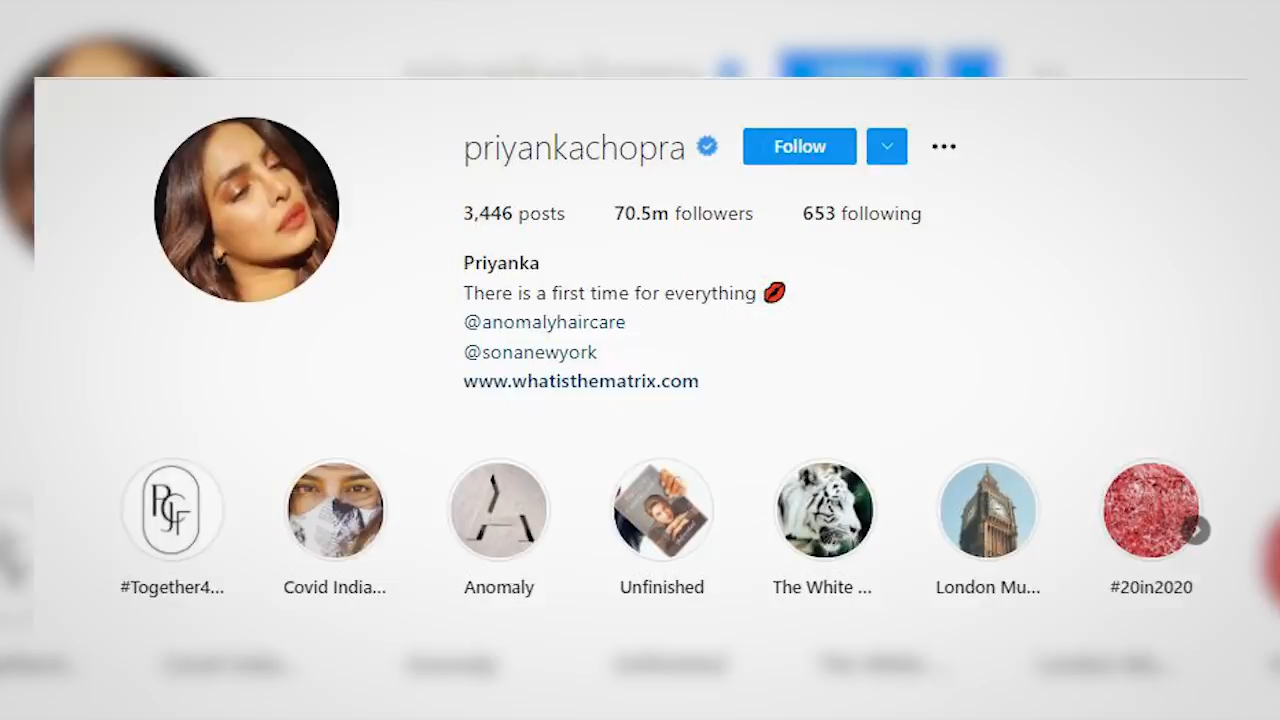 priyankachopra
Follow
3,446 posts 70.5m followers 653 following
Priyanka
There is a first time for everything 💋
@anomalyhaircare
@sonanewyork
www.whatisthematrix.com
#Together4... Covid India... Anomaly Unfinished The White ... London Mu... #20in2020